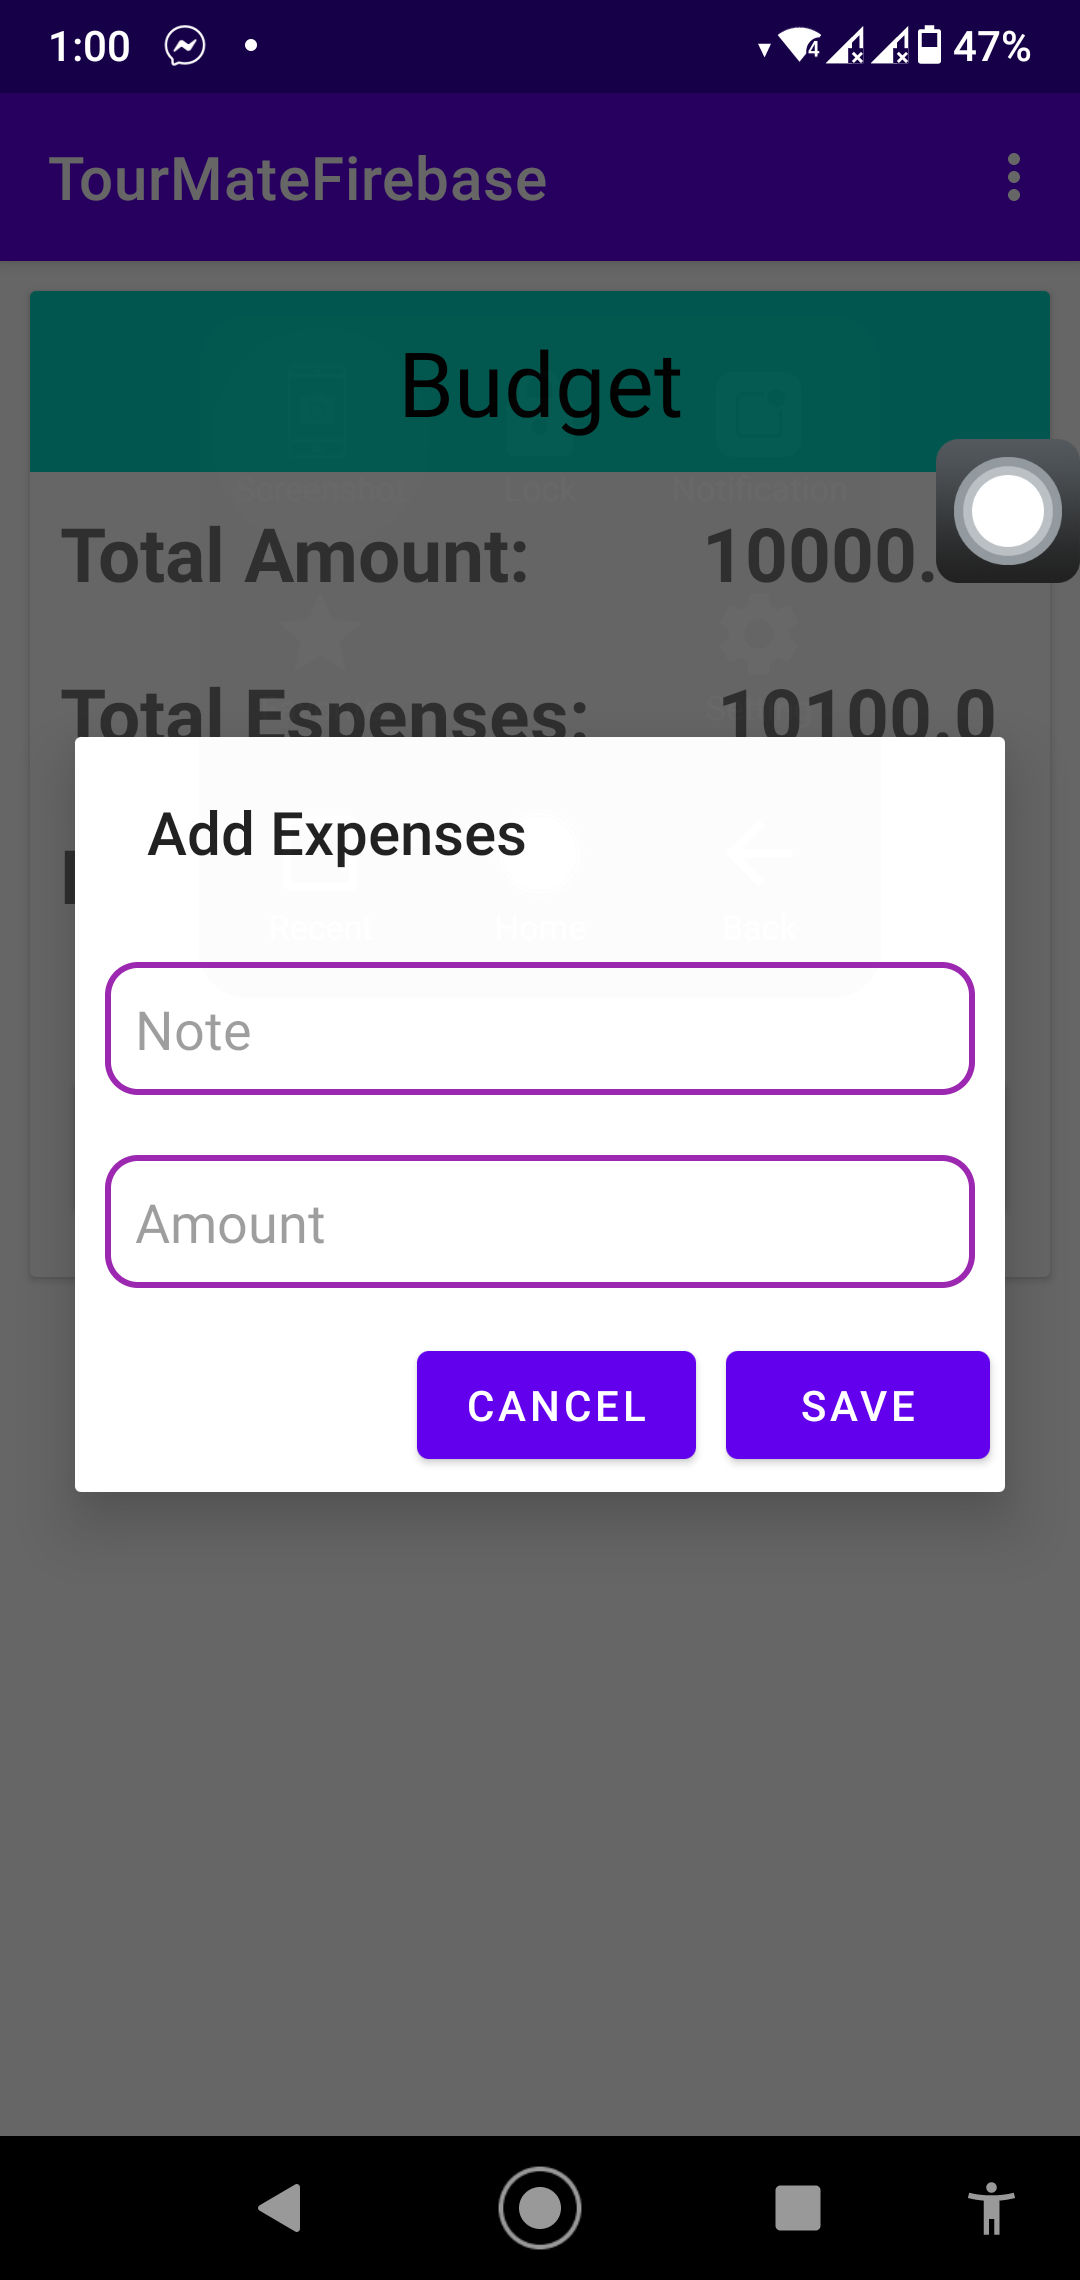 1:00 4 47%
TourMateFirebase
Budget
Screenshot Lock Notification
Total Amount: 10000.
Total Espenses: 10100.0
Add Expenses
Recent Home Back
Note
Amount
CANCEL SAVE